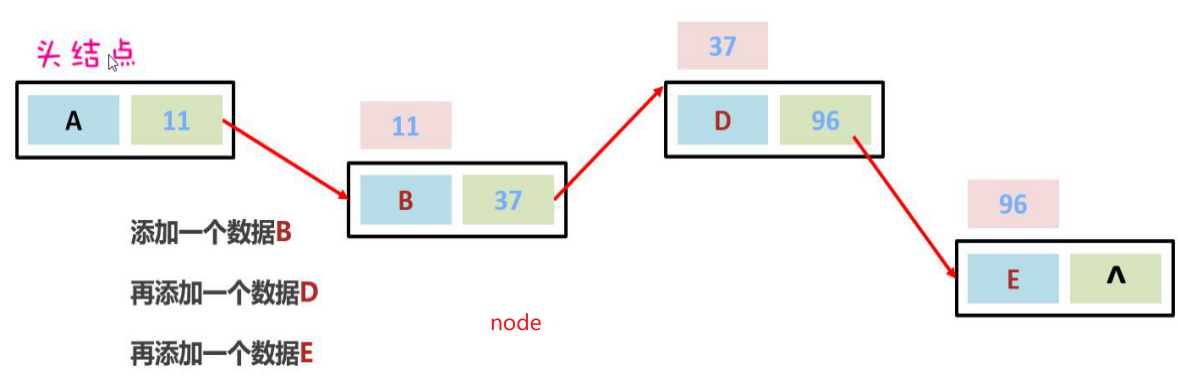 头结点
37
A 11
D 96
11
B 37
96
添加一个数据B
E ^
再添加一个数据D
node
再添加一个数据E